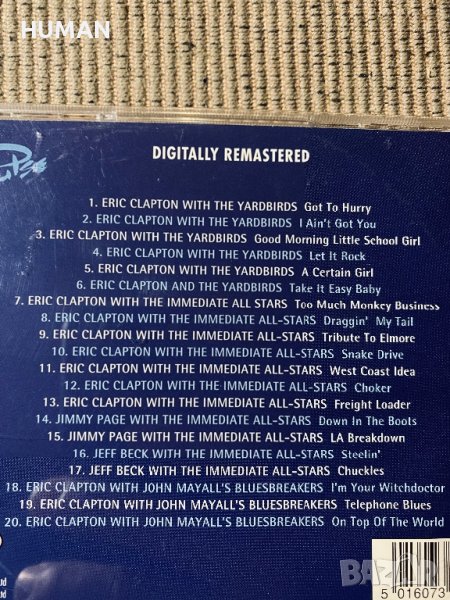 HUMAN
DIGITALLY REMASTERED
1. ERIC CLAPTON WITH THE YARDBIRDS Got To Hurry
2. ERIC CLAPTON WITH THE YARDBIRDS I Ain't Got You
3. ERIC CLAPTON WITH THE YARDBIRDS Good Morning Little School Girl
4. ERIC CLAPTON WITH THE YARDBIRDS Let It Rock
5. ERIC CLAPTON WITH THE YARDBIRDS A Certain Girl
6. ERIC CLAPTON AND THE YARDBIRDS Take It Easy Baby
7. ERIC CLAPTON WITH THE IMMEDIATE ALL STARS Too Much Monkey Business
8. ERIC CLAPTON WITH THE IMMEDIATE ALL-STARS Draggin' My Tail
9. ERIC CLAPTON WITH THE IMMEDIATE ALL-STARS Tribute To Elmore
10. ERIC CLAPTON WITH THE IMMEDIATE ALL-STARS Snake Drive
11. ERIC CLAPTON WITH THE IMMEDIATE ALL-STARS West Coast Idea
12. ERIC CLAPTON WITH THE IMMEDIATE ALL-STARS Choker
13. ERIC CLAPTON WITH THE IMMEDIATE ALL-STARS Freight Loader
14. JIMMY PAGE WITH THE IMMEDIATE ALL-STARS Down In The Boots
15. JIMMY PAGE WITH THE IMMEDIATE ALL-STARS LA Breakdown
16. JEFF BECK WITH THE IMMEDIATE ALL-STARS Steelin'
17. JEFF BECK WITH THE IMMEDIATE ALL-STARS Chuckles
18. ERIC CLAPTON WITH JOHN MAYALL'S BLUESBREAKERS I'm Your Witchdoctor
19. ERIC CLAPTON WITH JOHN MAYALL'S BLUESBREAKERS Telephone Blues
20. ERIC CLAPTON WITH JOHN MAYALL'S BLUESBREAKERS On Top Of The World
5 016073